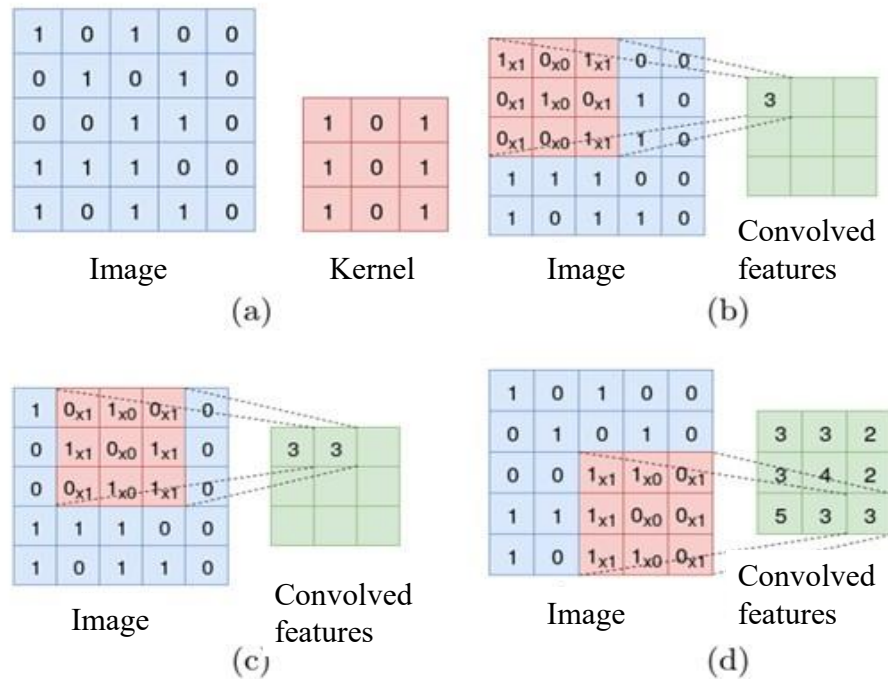 1 0 1 0 0
0 1 0 1 0
0 0 1 1 0
1 1 1 0 0
1 0 1 1 0
Image
1 0 1
1 0 1
1 0 1
Kernel
(a)
1x1 0x0 1x1 0 0
0x1 1x0 0x1 1 0
0x1 0x0 1x1 1 0
1 1 1 0 0
1 0 1 1 0
Image
3
Convolved
features
(b)
1 0x1 1x0 0x1 0
0 1x1 0x0 1x1 0
0 0x1 1x0 1x1 0
1 1 1 0 0
1 0 1 1 0
Image
3 3
Convolved
features
(c)
1 0 1 0 0
0 1 0 1 0
0 0 1x1 1x0 0x1
1 1 1x1 0x0 0x1
1 0 1x1 1x0 0x1
Image
3 3 2
3 4 2
5 3 3
Convolved
features
(d)